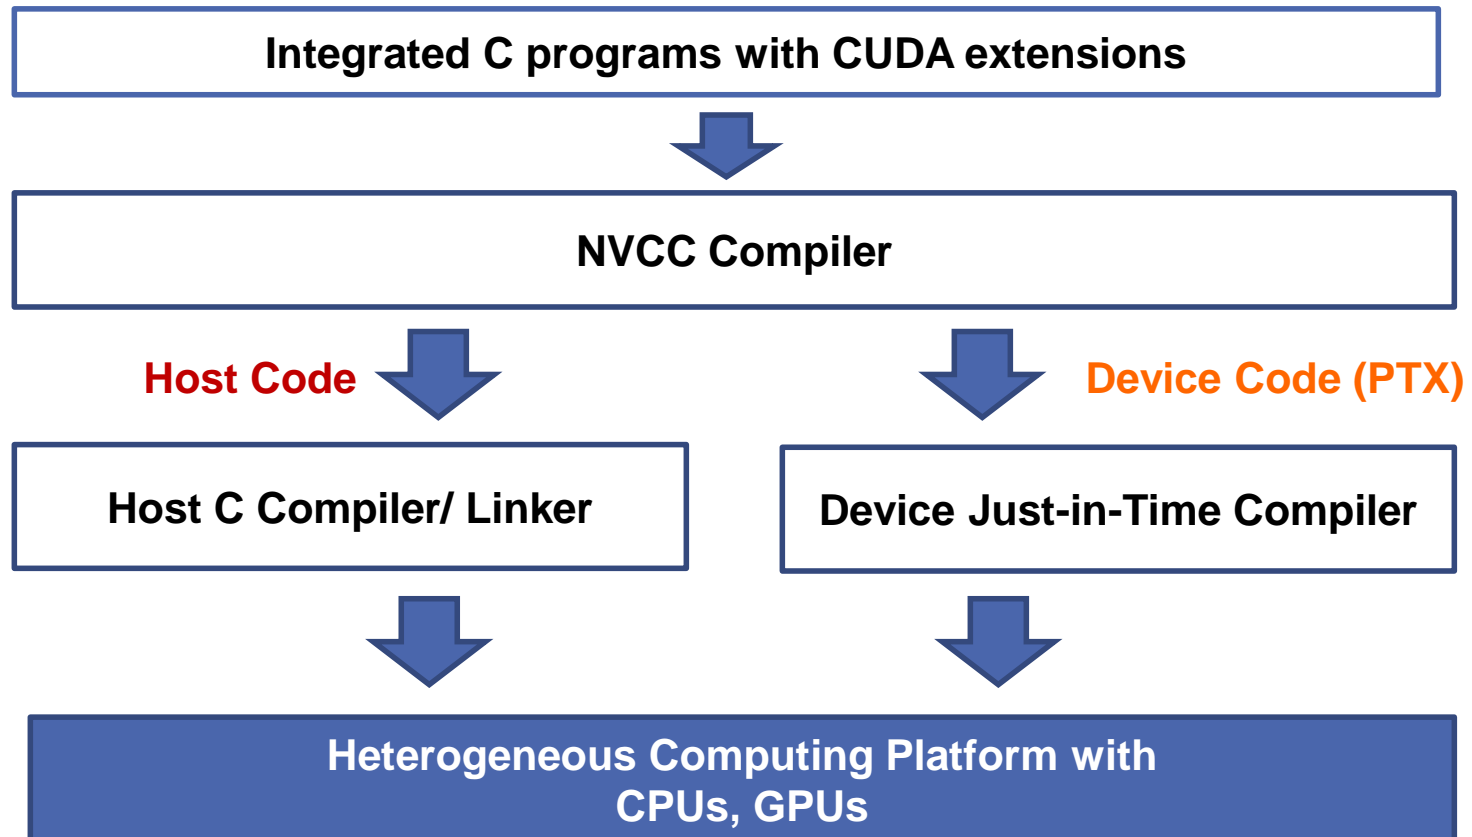 Integrated C programs with CUDA extensions
NVCC Compiler
Host Code
Device Code (PTX)
Host C Compiler/ Linker
Device Just-in-Time Compiler
Heterogeneous Computing Platform with
CPUs, GPUs